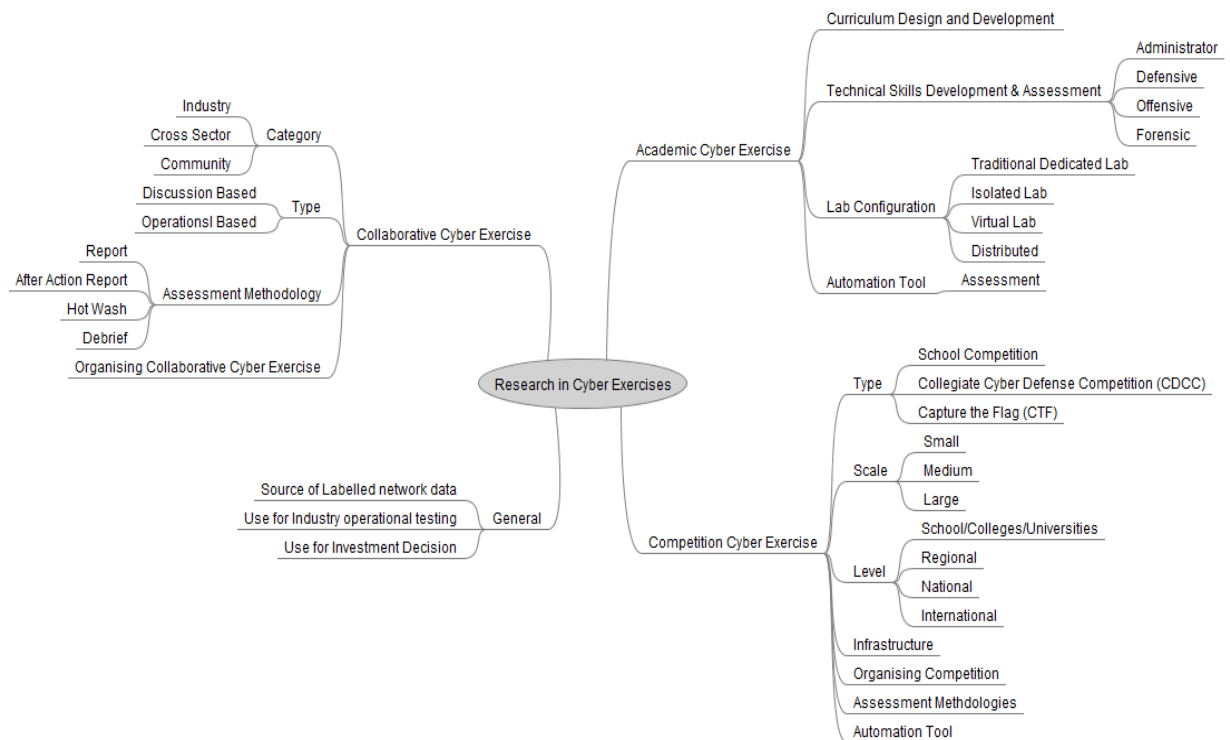 Research in Cyber Exercises
Collaborative Cyber Exercise
Category
Industry
Cross Sector
Community
Type
Discussion Based
Operationsl Based
Assessment Methodology
Report
After Action Report
Hot Wash
Debrief
Organising Collaborative Cyber Exercise
General
Source of Labelled network data
Use for Industry operational testing
Use for Investment Decision
Academic Cyber Exercise
Curriculum Design and Development
Technical Skills Development & Assessment
Administrator
Defensive
Offensive
Forensic
Lab Configuration
Traditional Dedicated Lab
Isolated Lab
Virtual Lab
Distributed
Automation Tool
Assessment
Competition Cyber Exercise
Type
School Competition
Collegiate Cyber Defense Competition (CDCC)
Capture the Flag (CTF)
Scale
Small
Medium
Large
Level
School/Colleges/Universities
Regional
National
International
Infrastructure
Organising Competition
Assessment Methdologies
Automation Tool